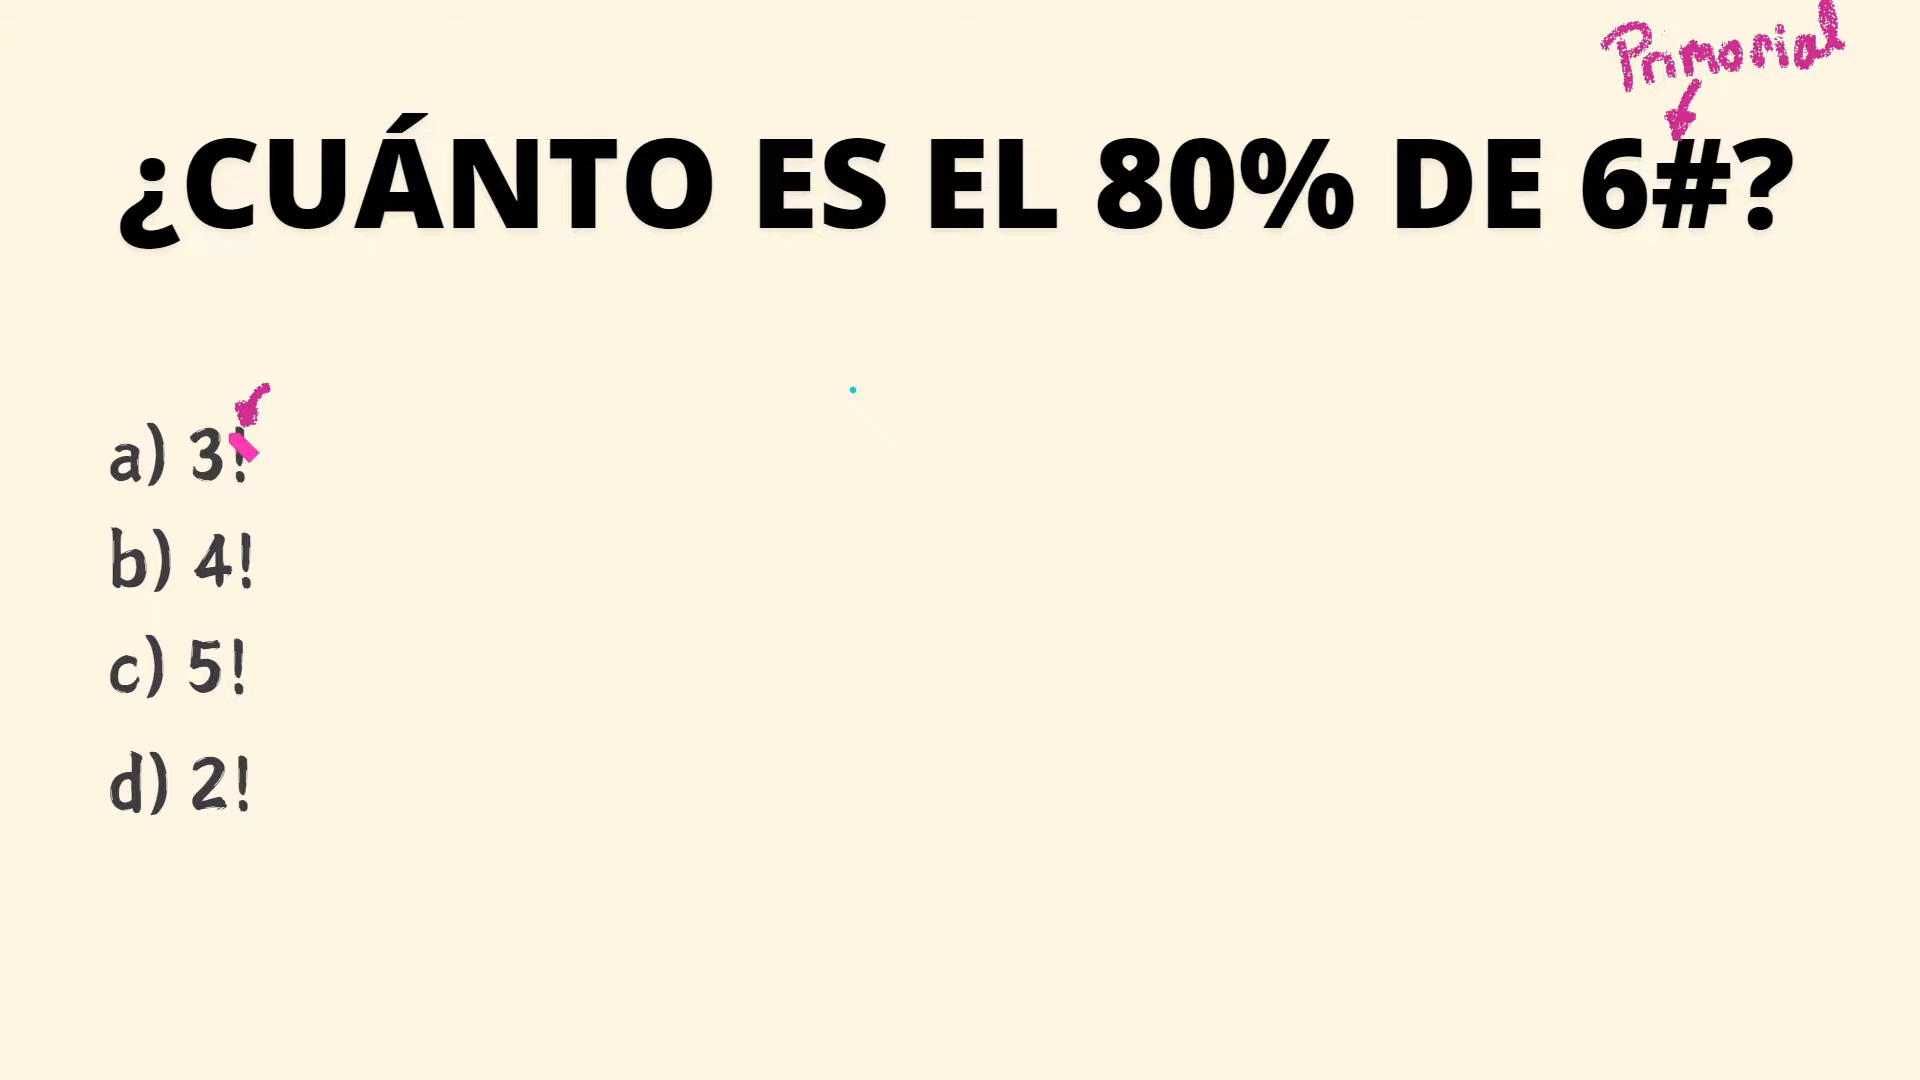 Primorial
¿CUÁNTO ES EL 80% DE 6#?
a) 3!
b) 4!
c) 5!
d) 2!